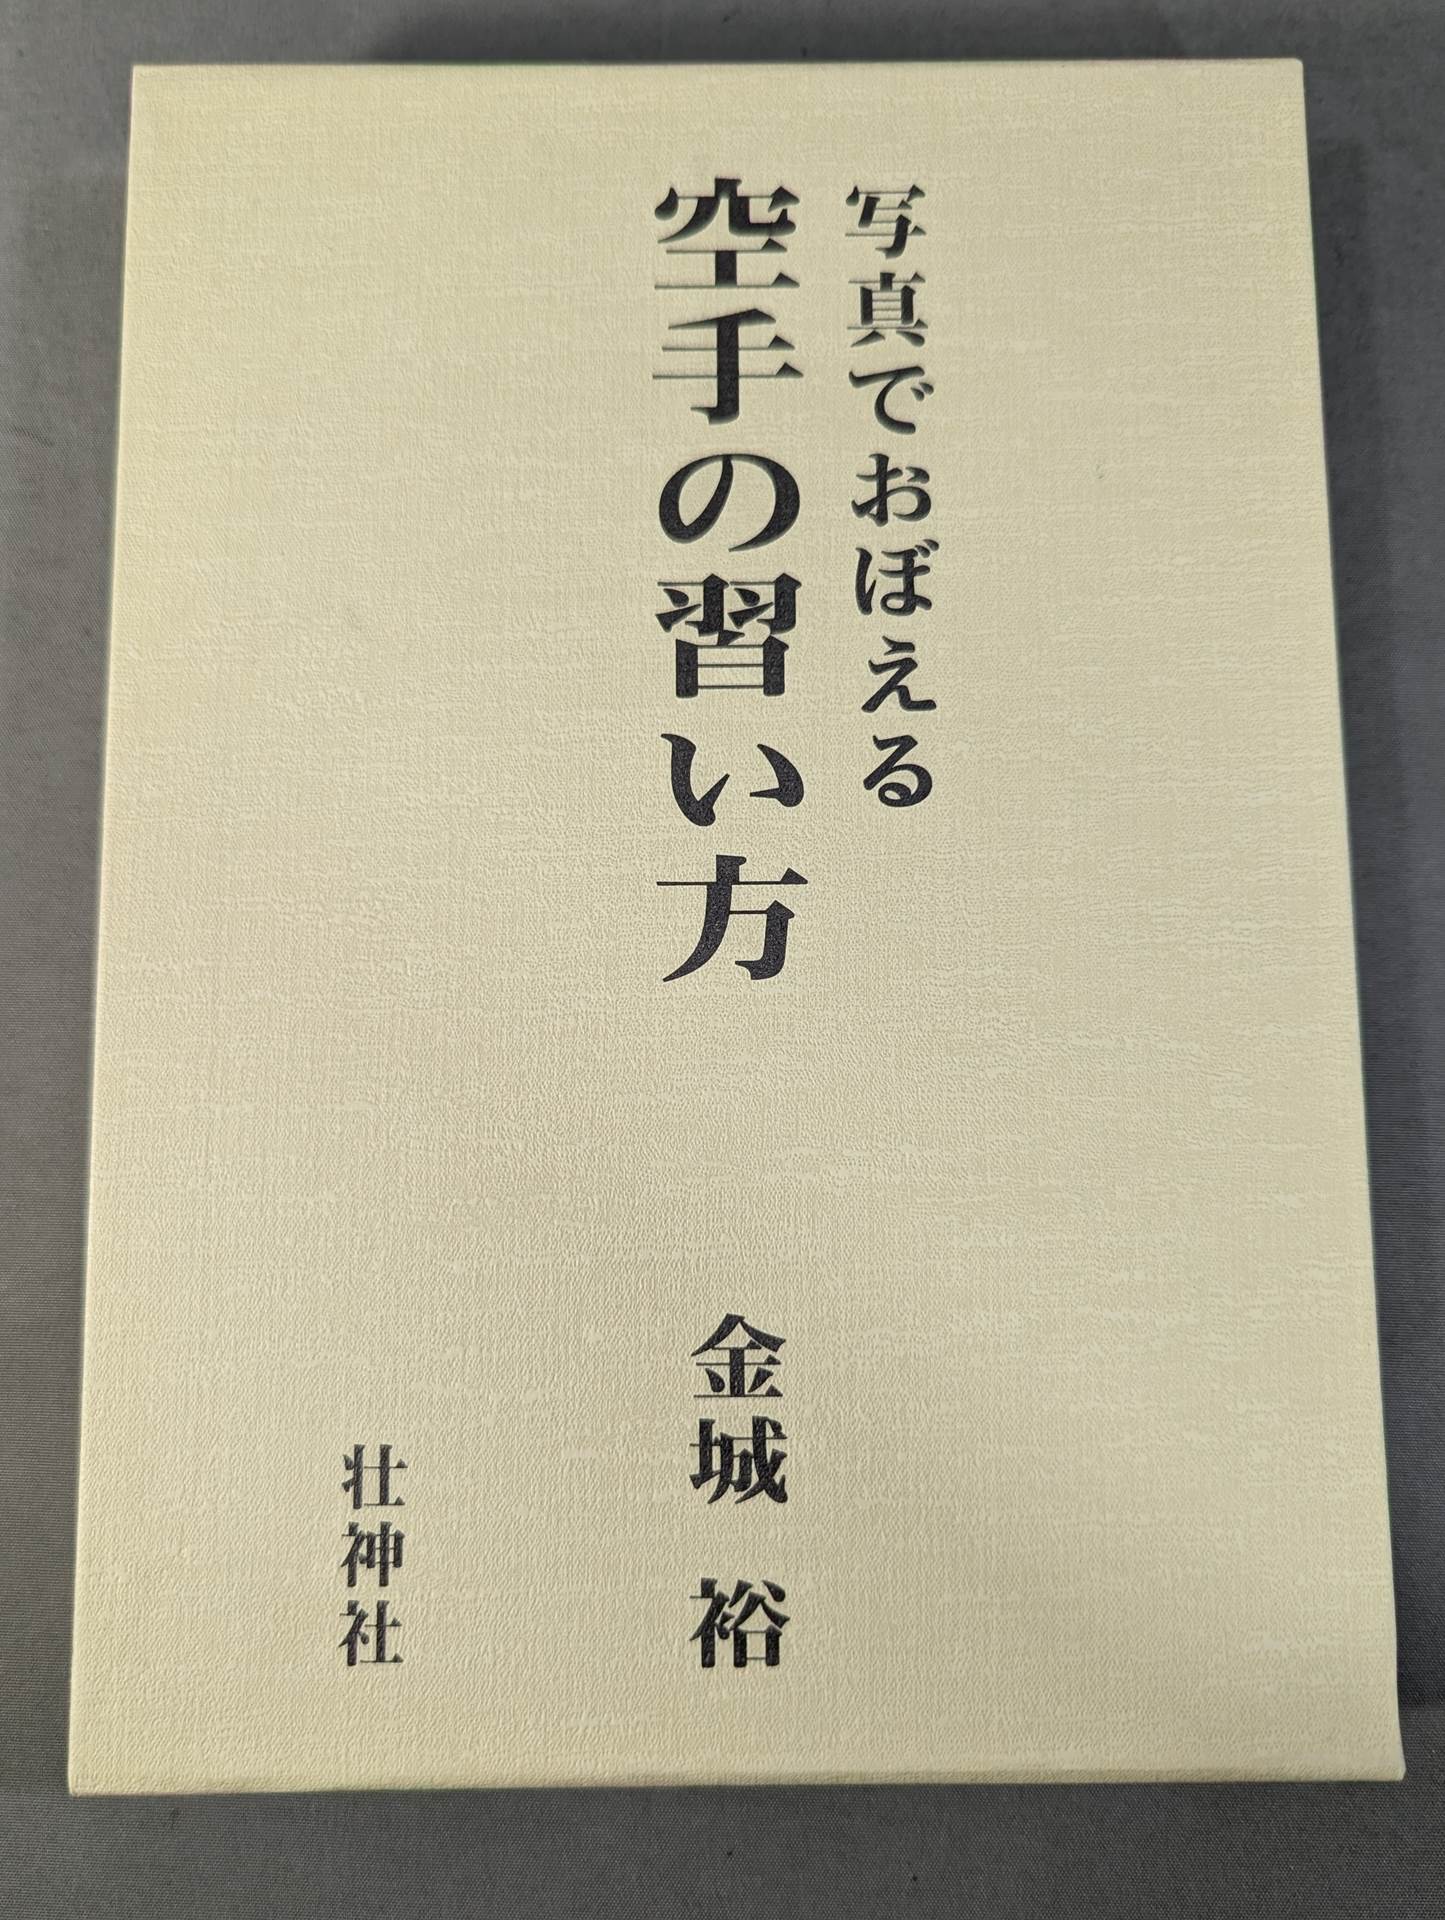 写真でおぼえる
空手の習い方
金城　裕
壮神社